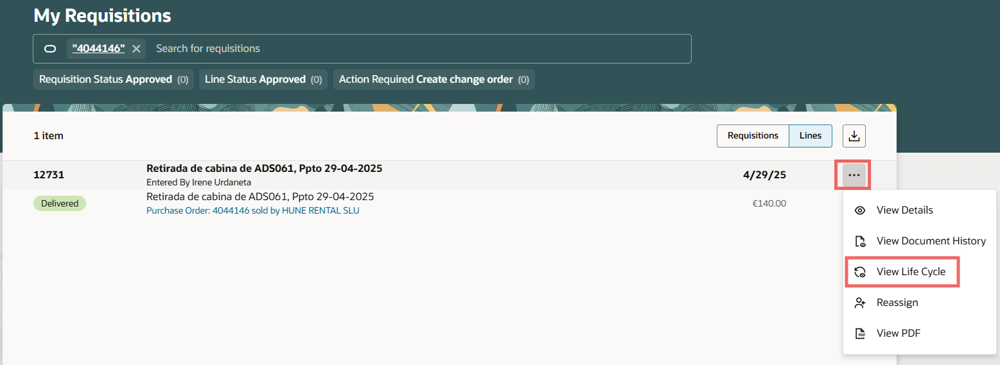 My Requisitions
"4044146" Search for requisitions
Requisition Status Approved (0) Line Status Approved (0) Action Required Create change order (0)
1 item Requisitions Lines
12731 Retirada de cabina de ADS061, Ppto 29-04-2025 4/29/25
Entered By Irene Urdaneta
Delivered Retirada de cabina de ADS061, Ppto 29-04-2025 €140.00
Purchase Order: 4044146 sold by HUNE RENTAL SLU
View Details
View Document History
View Life Cycle
Reassign
PDF View PDF